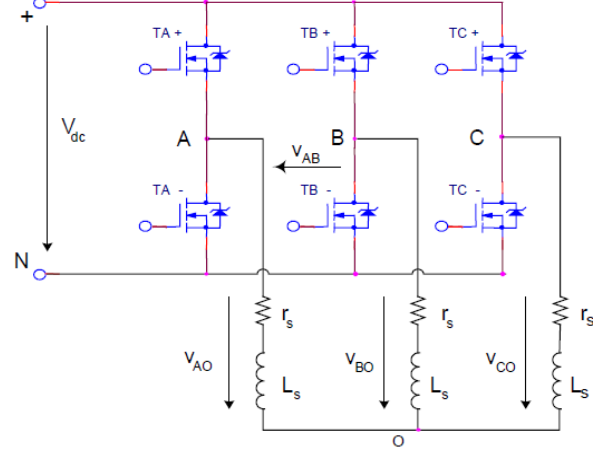 +
TA + TB + TC +
Vdc
A B C
vAB
TA - TB - TC -
N
rs rs rs
vAO vBO vCO
Ls Ls Ls
O